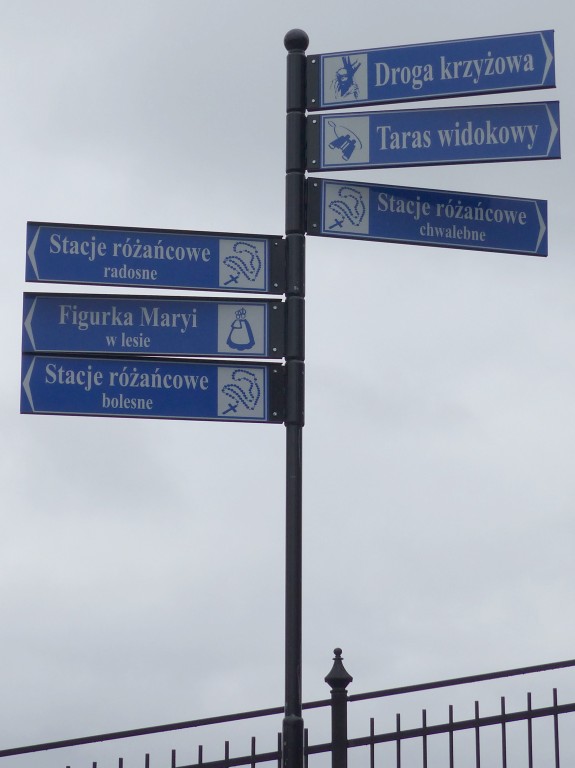 Droga krzyżowa
Taras widokowy
Stacje różańcowe
chwalebne
Stacje różańcowe
radosne
Figurka Maryi
w lesie
Stacje różańcowe
bolesne